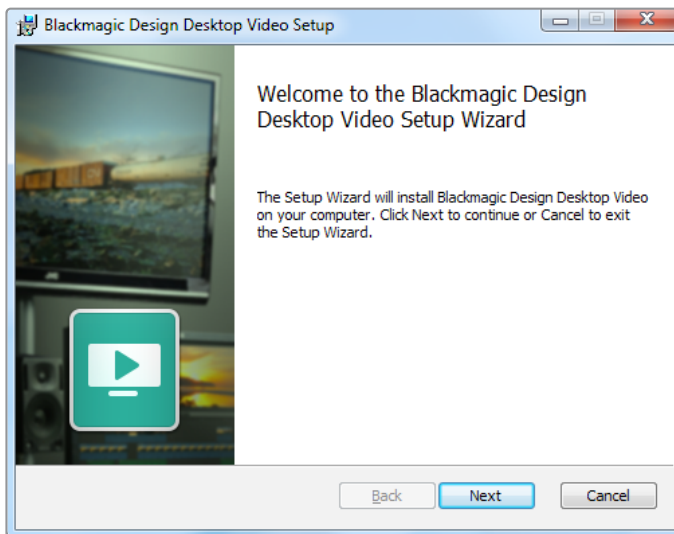 Blackmagic Design Desktop Video Setup
Welcome to the Blackmagic Design
Desktop Video Setup Wizard
The Setup Wizard will install Blackmagic Design Desktop Video
on your computer. Click Next to continue or Cancel to exit
the Setup Wizard.
JVC
Back
Next
Cancel